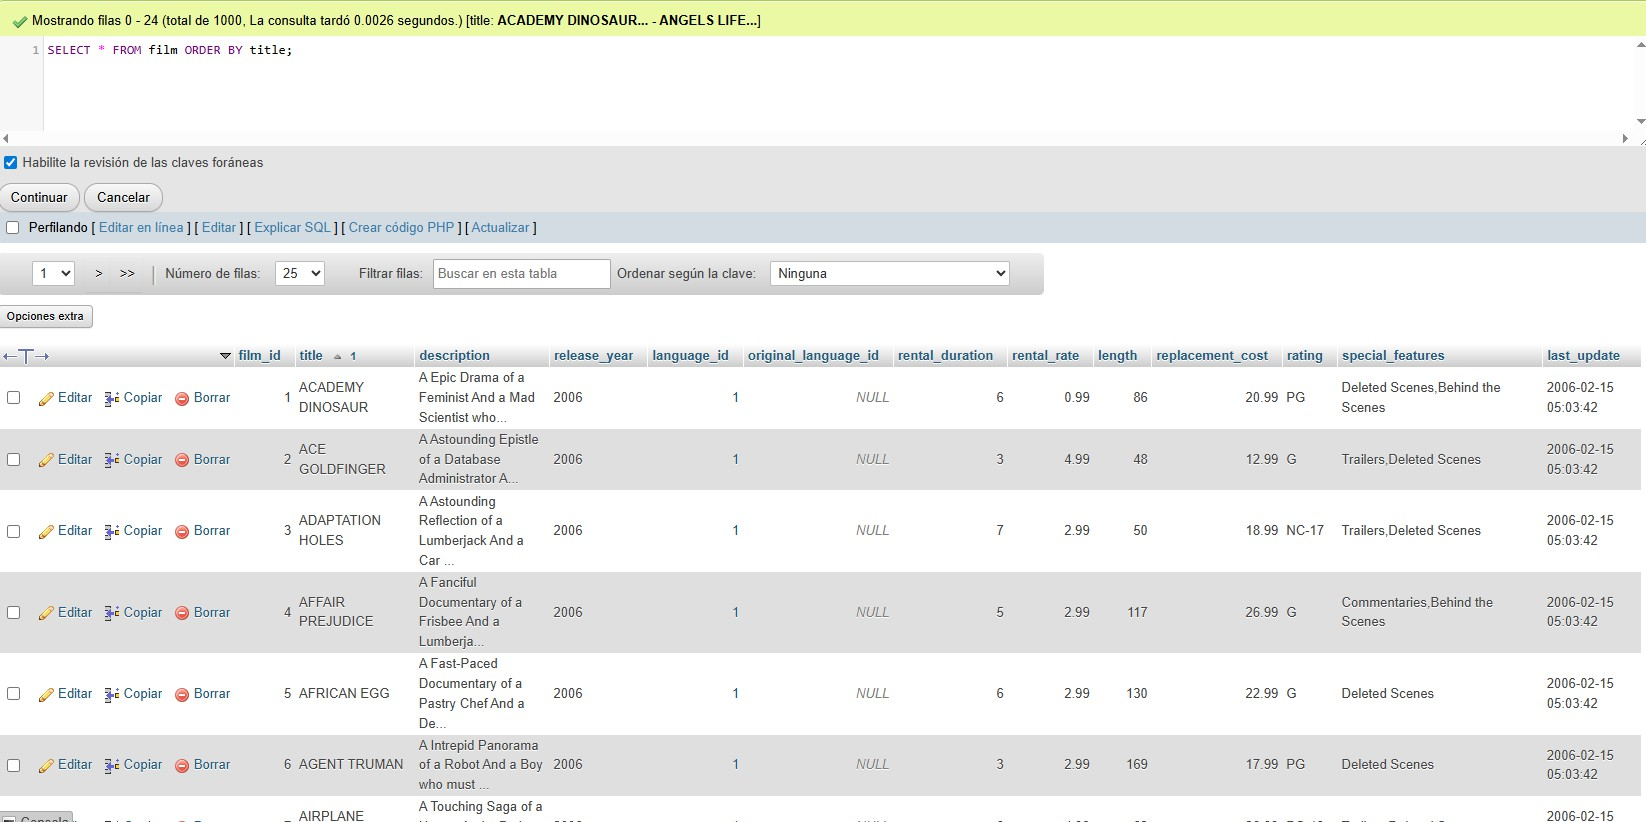 Mostrando filas 0 - 24 (total de 1000, La consulta tardó 0.0026 segundos.) [title: ACADEMY DINOSAUR... - ANGELS LIFE...]
1 SELECT * FROM film ORDER BY title;
Habilite la revisión de las claves foráneas
Continuar Cancelar
Perfilando [ Editar en línea ] [ Editar ] [ Explicar SQL ] [ Crear código PHP ] [ Actualizar ]
1 > >> | Número de filas: 25 Filtrar filas: Buscar en esta tabla Ordenar según la clave: Ninguna
Opciones extra
←T→ film_id title 1 description release_year language_id original_language_id rental_duration rental_rate length replacement_cost rating special_features last_update
Editar Copiar Borrar 1 ACADEMY DINOSAUR A Epic Drama of a Feminist And a Mad Scientist who... 2006 1 NULL 6 0.99 86 20.99 PG Deleted Scenes,Behind the Scenes 2006-02-15 05:03:42
Editar Copiar Borrar 2 ACE GOLDFINGER A Astounding Epistle of a Database Administrator A... 2006 1 NULL 3 4.99 48 12.99 G Trailers,Deleted Scenes 2006-02-15 05:03:42
Editar Copiar Borrar 3 ADAPTATION HOLES A Astounding Reflection of a Lumberjack And a Car ... 2006 1 NULL 7 2.99 50 18.99 NC-17 Trailers,Deleted Scenes 2006-02-15 05:03:42
Editar Copiar Borrar 4 AFFAIR PREJUDICE A Fanciful Documentary of a Frisbee And a Lumberja... 2006 1 NULL 5 2.99 117 26.99 G Commentaries,Behind the Scenes 2006-02-15 05:03:42
Editar Copiar Borrar 5 AFRICAN EGG A Fast-Paced Documentary of a Pastry Chef And a De... 2006 1 NULL 6 2.99 130 22.99 G Deleted Scenes 2006-02-15 05:03:42
Editar Copiar Borrar 6 AGENT TRUMAN A Intrepid Panorama of a Robot And a Boy who must ... 2006 1 NULL 3 2.99 169 17.99 PG Deleted Scenes 2006-02-15 05:03:42
AIRPLANE A Touching Saga of a 2006-02-15
Consola